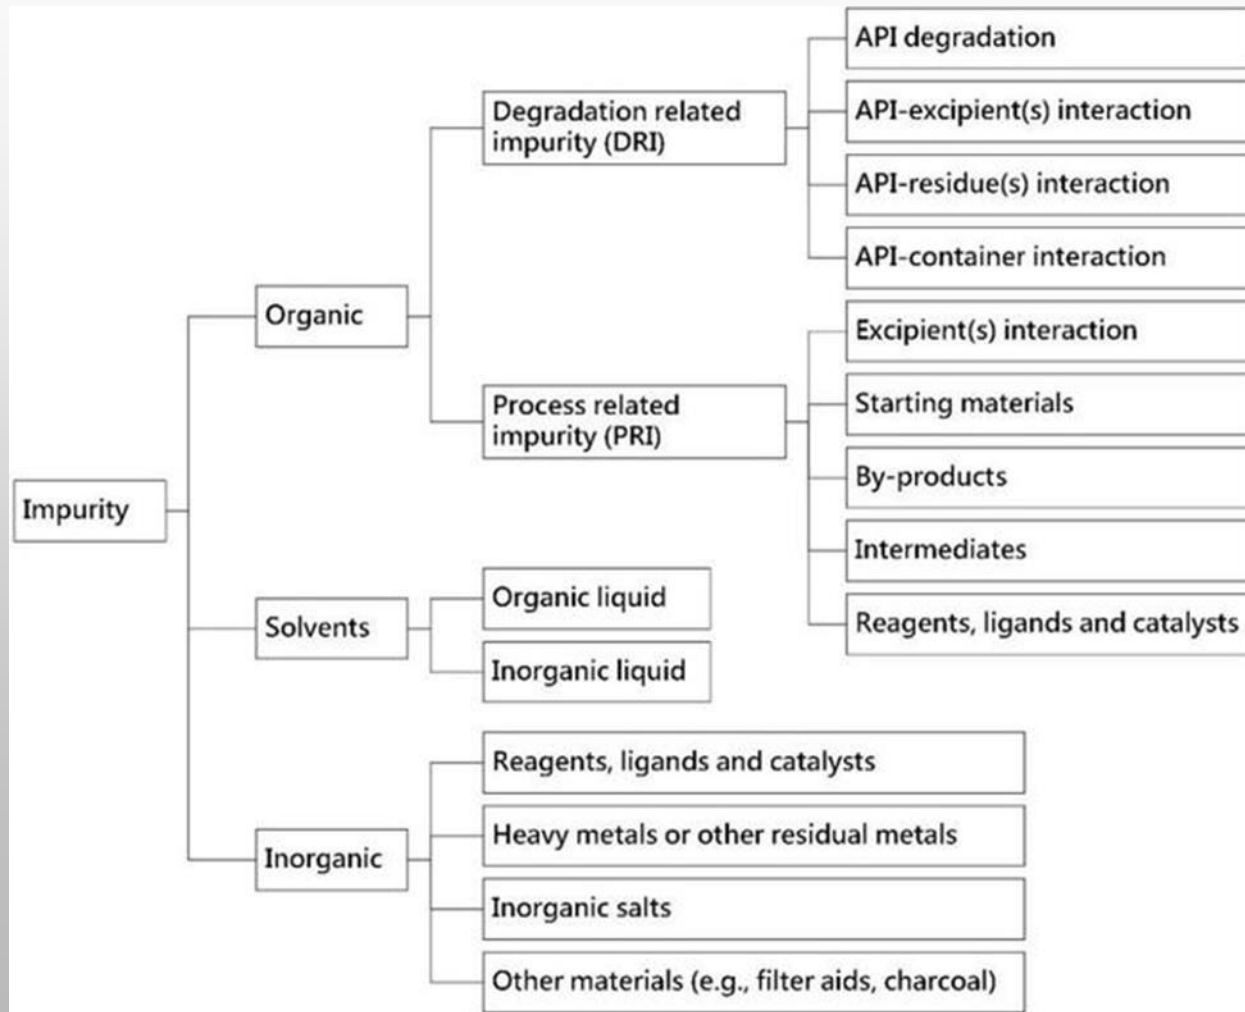 Impurity
Organic
Degradation related
impurity (DRI)
API degradation
API-excipient(s) interaction
API-residue(s) interaction
API-container interaction
Process related
impurity (PRI)
Excipient(s) interaction
Starting materials
By-products
Intermediates
Reagents, ligands and catalysts
Solvents
Organic liquid
Inorganic liquid
Inorganic
Reagents, ligands and catalysts
Heavy metals or other residual metals
Inorganic salts
Other materials (e.g., filter aids, charcoal)